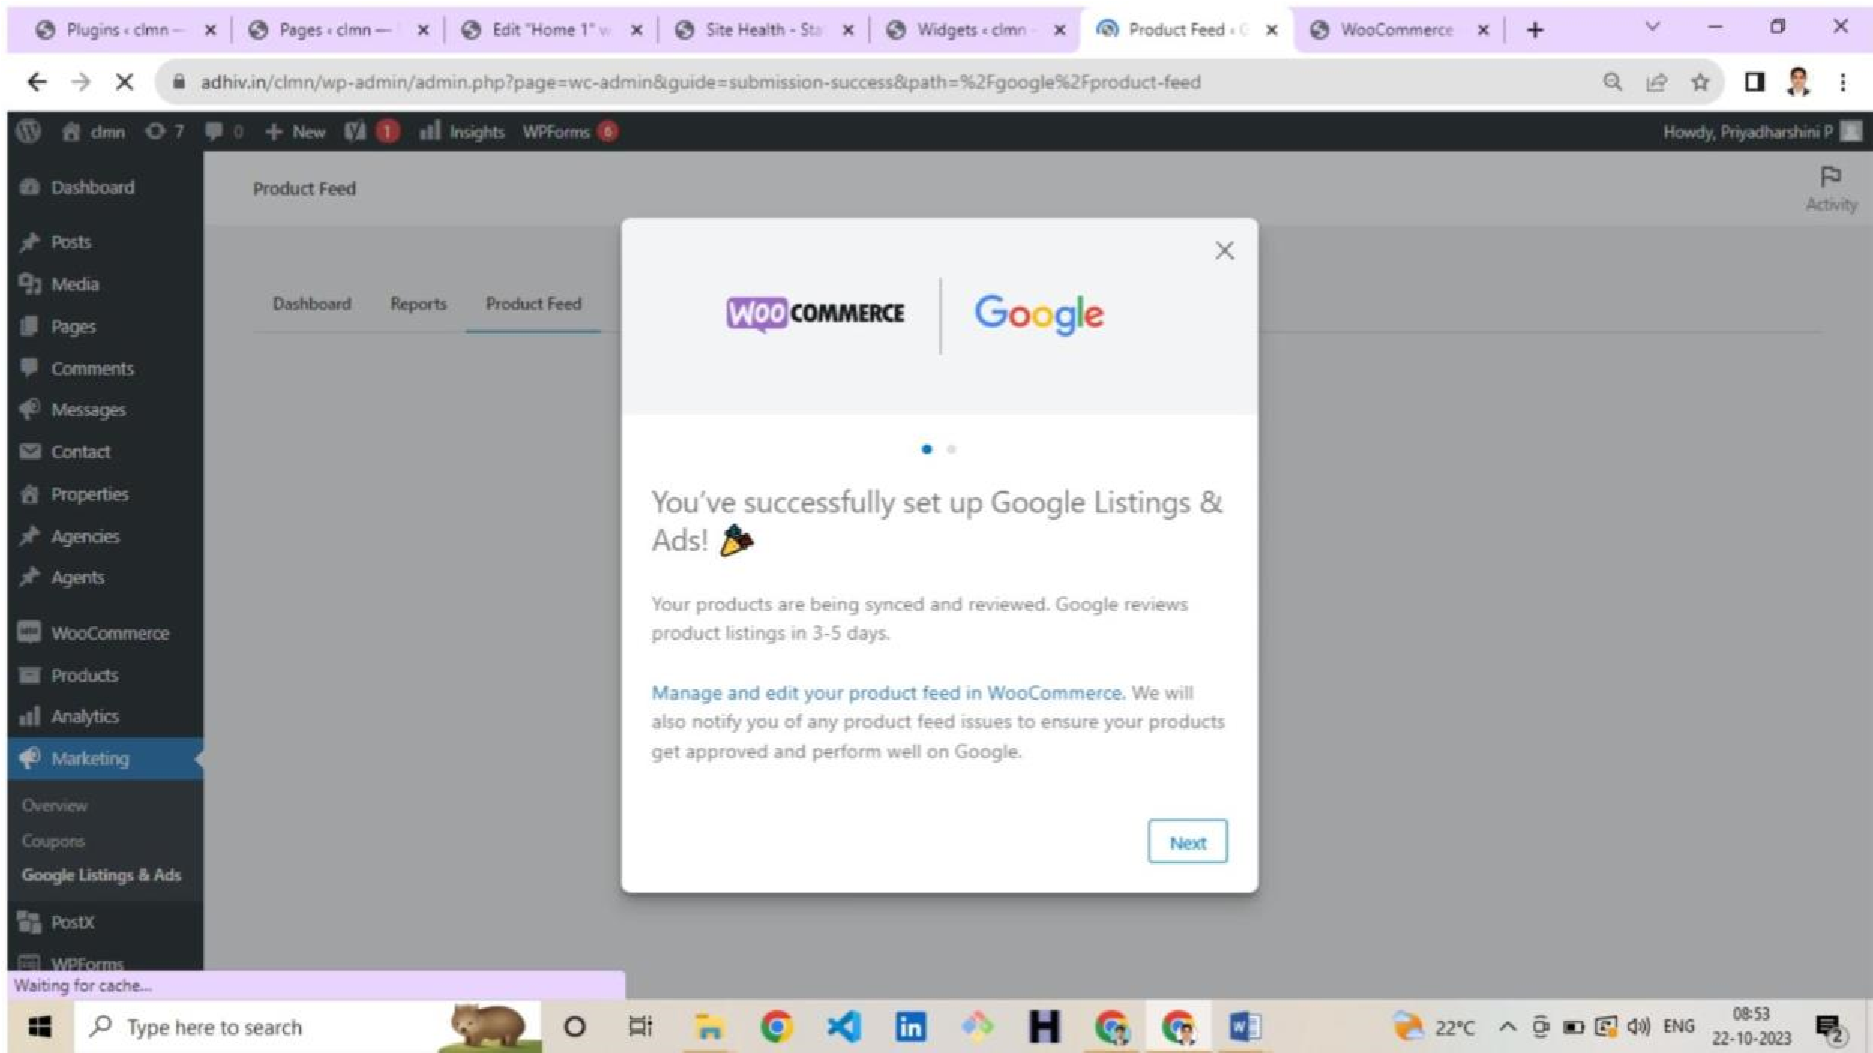 Plugins ‹ clmn —
Pages ‹ clmn —
Edit "Home 1" w
Site Health - Sta
Widgets ‹ clmn
Product Feed ‹ G
WooCommerce
adhiv.in/clmn/wp-admin/admin.php?page=wc-admin&guide=submission-success&path=%2Fgoogle%2Fproduct-feed
clmn 7 0 + New 1 Insights WPForms 6
Howdy, Priyadharshini P
Dashboard
Posts
Media
Pages
Comments
Messages
Contact
Properties
Agencies
Agents
WooCommerce
Products
Analytics
Marketing
Overview
Coupons
Google Listings & Ads
PostX
WPForms
Waiting for cache...
Product Feed
Activity
Dashboard Reports Product Feed
WOO COMMERCE
Google
You've successfully set up Google Listings &
Ads!
Your products are being synced and reviewed. Google reviews
product listings in 3-5 days.
Manage and edit your product feed in WooCommerce. We will
also notify you of any product feed issues to ensure your products
get approved and perform well on Google.
Next
Type here to search
22°C
ENG
08:53
22-10-2023
2